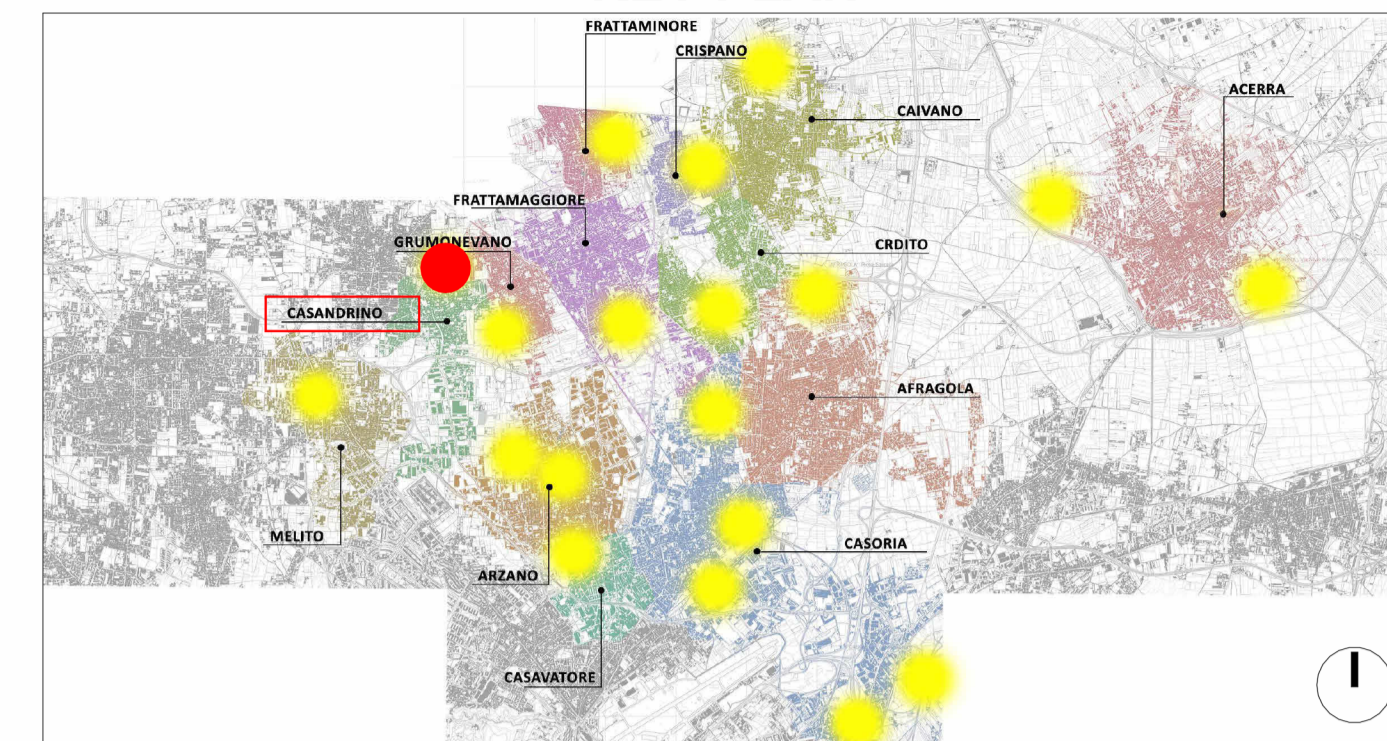 FRATTAMINORE
CRISPANO
ACERRA
CAIVANO
FRATTAMAGGIORE
GRUMONEVANO
CRDITO
CASANDRINO
AFRAGOLA
MELITO
CASORIA
ARZANO
CASAVATORE